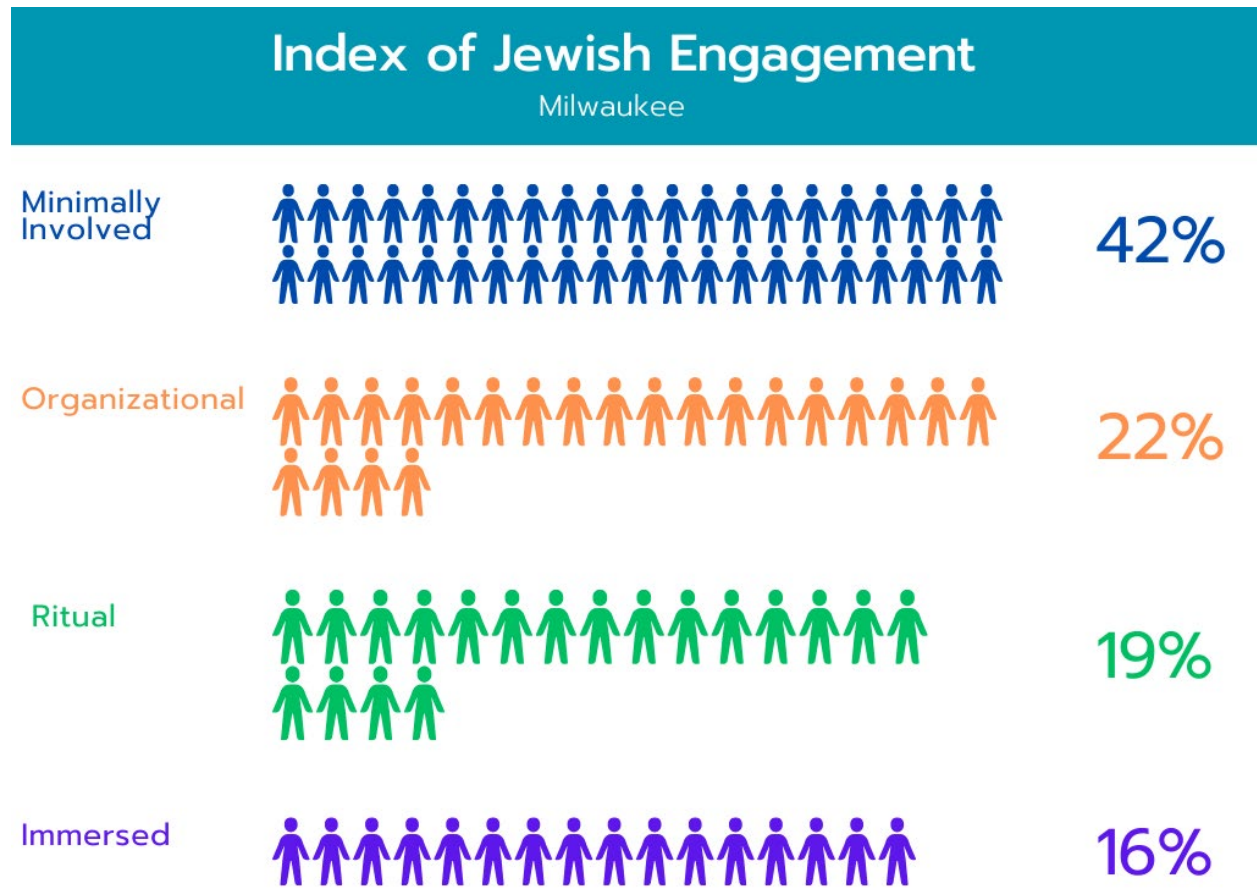 Index of Jewish Engagement
Milwaukee
Minimally
Involved
42%
Organizational
22%
Ritual
19%
Immersed
16%